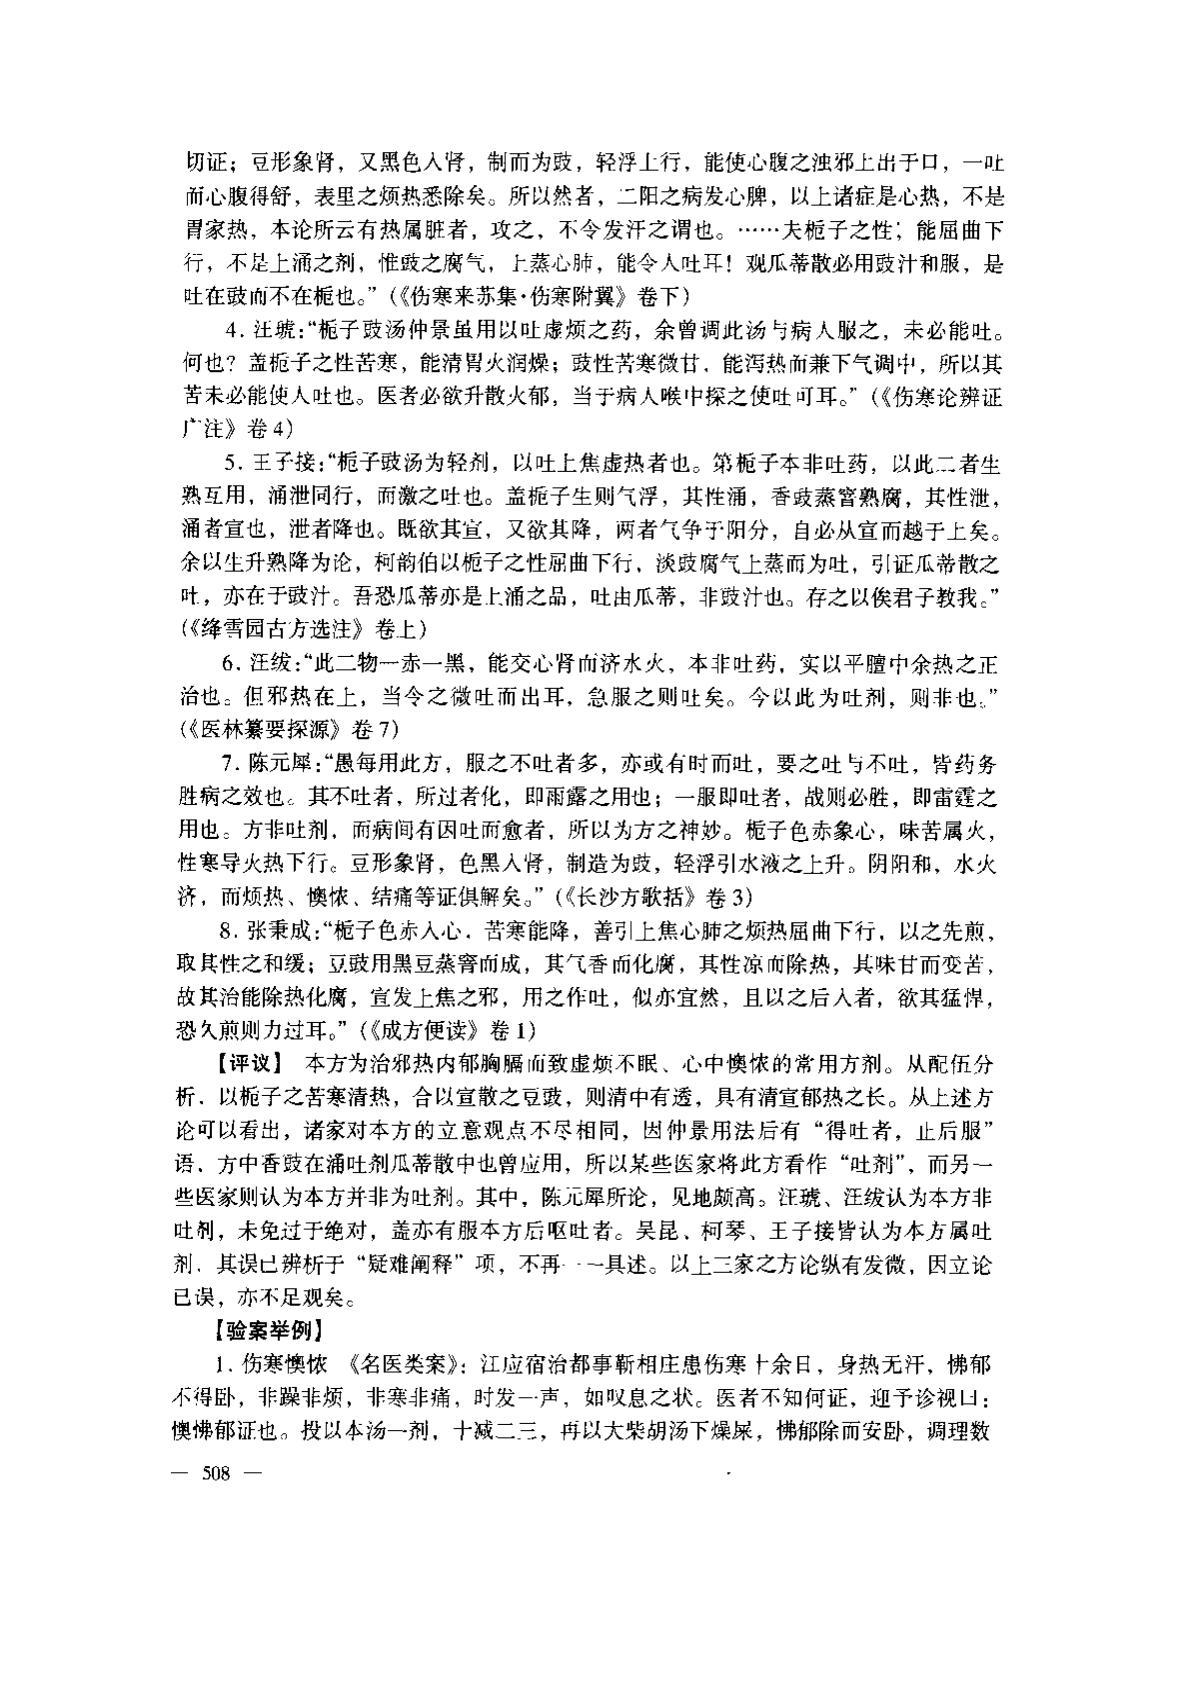 切证；豆形象肾，又黑色入肾，制而为豉，轻浮上行，能使心腹之浊邪上出于口，一吐
而心腹得舒，表里之烦热悉除矣。所以然者，二阳之病发心脾，以上诸症是心热，不是
胃家热，本论所云有热属脏者，攻之，不令发汗之谓也。……夫栀子之性；能屈曲下
行，不是上涌之剂，惟豉之腐气，上蒸心肺，能令人吐耳！观瓜蒂散必用豉汁和服，是
吐在豉而不在栀也。”（《伤寒来苏集·伤寒附翼》卷下）
4. 汪琥：“栀子豉汤仲景虽用以吐虚烦之药，余曾调此汤与病人服之，未必能吐。
何也？盖栀子之性苦寒，能清胃火润燥；豉性苦寒微甘，能泻热而兼下气调中，所以其
苦未必能使人吐也。医者必欲升散火郁，当于病人喉中探之使吐可耳。”（《伤寒论辨证
广注》卷 4）
5. 王子接：“栀子豉汤为轻剂，以吐上焦虚热者也。第栀子本非吐药，以此二者生
熟互用，涌泄同行，而激之吐也。盖栀子生则气浮，其性涌，香豉蒸窨熟腐，其性泄，
涌者宣也，泄者降也。既欲其宣，又欲其降，两者气争于阳分，自必从宣而越于上矣。
余以生升熟降为论，柯韵伯以栀子之性屈曲下行，淡豉腐气上蒸而为吐，引证瓜蒂散之
吐，亦在于豉汁。吾恐瓜蒂亦是上涌之品，吐由瓜蒂，非豉汁也。存之以俟君子教我。”
（《绛雪园古方选注》卷上）
6. 汪绂：“此二物一赤一黑，能交心肾而济水火，本非吐药，实以平膻中余热之正
治也。但邪热在上，当令之微吐而出耳，急服之则吐矣。今以此为吐剂，则非也。”
（《医林纂要探源》卷 7）
7. 陈元犀：“愚每用此方，服之不吐者多，亦或有时而吐，要之吐与不吐，皆药务
胜病之效也。其不吐者，所过者化，即雨露之用也；一服即吐者，战则必胜，即雷霆之
用也。方非吐剂，而病间有因吐而愈者，所以为方之神妙。栀子色赤象心，味苦属火，
性寒导火热下行。豆形象肾，色黑入肾，制造为豉，轻浮引水液之上升。阴阳和，水火
济，而烦热、懊憹、结痛等证俱解矣。”（《长沙方歌括》卷 3）
8. 张秉成：“栀子色赤入心，苦寒能降，善引上焦心肺之烦热屈曲下行，以之先煎，
取其性之和缓；豆豉用黑豆蒸窨而成，其气香而化腐，其性凉而除热，其味甘而变苦，
故其治能除热化腐，宣发上焦之邪，用之作吐，似亦宜然，且以之后入者，欲其猛悍，
恐久煎则力过耳。”（《成方便读》卷 1）
【评议】 本方为治邪热内郁胸膈而致虚烦不眠、心中懊憹的常用方剂。从配伍分
析，以栀子之苦寒清热，合以宣散之豆豉，则清中有透，具有清宣郁热之长。从上述方
论可以看出，诸家对本方的立意观点不尽相同，因仲景用法后有“得吐者，止后服”
语，方中香豉在涌吐剂瓜蒂散中也曾应用，所以某些医家将此方看作“吐剂”，而另一
些医家则认为本方并非为吐剂。其中，陈元犀所论，见地颇高。汪琥、汪绂认为本方非
吐剂，未免过于绝对，盖亦有服本方后呕吐者。吴昆、柯琴、王子接皆认为本方属吐
剂，其误已辨析于“疑难阐释”项，不再一一具述。以上三家之方论纵有发微，因立论
已误，亦不足观矣。
【验案举例】
1. 伤寒懊憹 《名医类案》：江应宿治都事靳相庄患伤寒十余日，身热无汗，怫郁
不得卧，非躁非烦，非寒非痛，时发一声，如叹息之状。医者不知何证，迎予诊视曰：
懊怫郁证也。投以本汤一剂，十减二三，再以大柴胡汤下燥屎，怫郁除而安卧，调理数
— 508 —